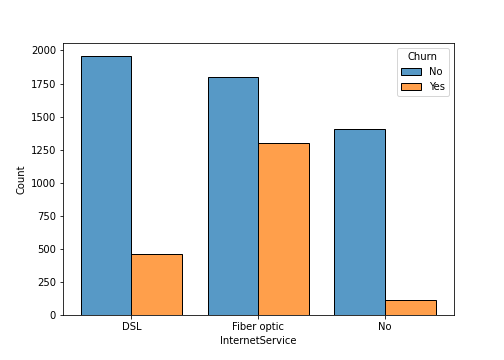 2000
1750
1500
1250
1000
750
500
250
0
Count
Churn
No
Yes
DSL
Fiber optic
No
InternetService